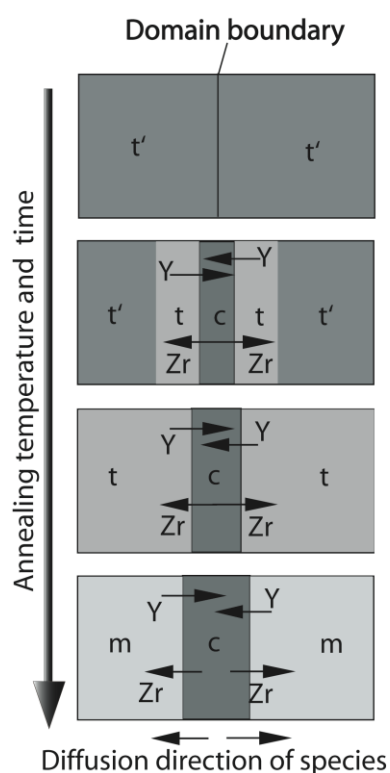 Domain boundary
t‘
t‘
Y
Y
t‘
t
c
t
t‘
Zr
Zr
Y
Y
t
c
t
Zr
Zr
Y
Y
m
c
m
Zr
Zr
Diffusion direction of species
Annealing temperature and time